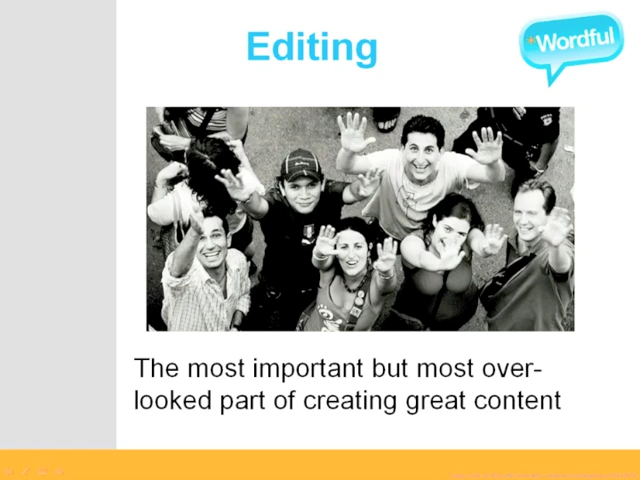 Editing
*Wordful
The most important but most over-
looked part of creating great content